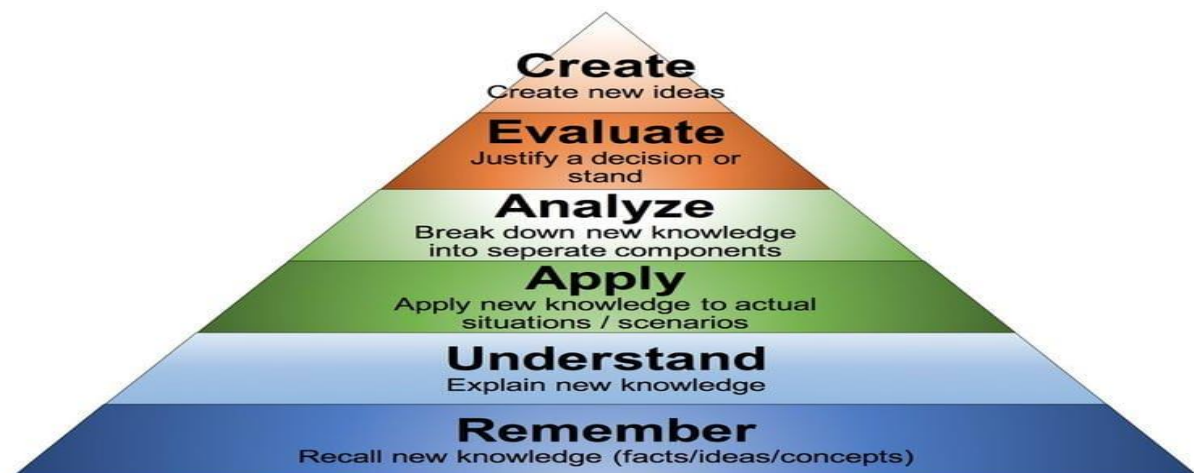 Create
Create new ideas
Evaluate
Justify a decision or
stand
Analyze
Break down new knowledge
into seperate components
Apply
Apply new knowledge to actual
situations / scenarios
Understand
Explain new knowledge
Remember
Recall new knowledge (facts/ideas/concepts)